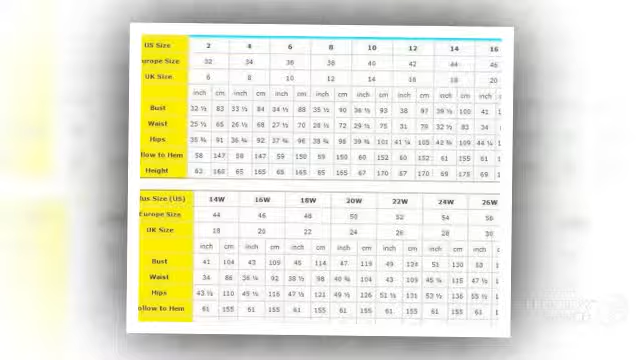 US Size 2 4 6 8 10 12 14 16
urope Size 32 34 36 38 40 42 44 46
UK Size 6 8 10 12 14 16 18 20
inch cm inch cm inch cm inch cm inch cm inch cm inch cm inch
Bust 32 ½ 83 33 ½ 84 34 ½ 88 35 ½ 90 36 ½ 93 38 97 39 ½ 100 41
Waist 25 ½ 65 26 ½ 68 27 ½ 70 28 ½ 72 29 ½ 75 31 79 32 ½ 83 34
Hips 35 ¾ 91 36 ¾ 92 37 ¾ 96 38 ¾ 98 39 ¾ 101 41 ¼ 105 42 ¾ 109 44 ¼
llow to Hem 58 147 58 147 59 150 59 150 60 152 60 152 61 155 61
Height 63 160 65 165 65 165 65 165 67 170 67 170 69 175 69
lus Size (US) 14W 16W 18W 20W 22W 24W 26W
Europe Size 44 46 48 50 52 54 56
UK Size 18 20 22 24 26 28 30
inch cm inch cm inch cm inch cm inch cm inch cm inch
Bust 41 104 43 109 45 114 47 119 49 124 51 130 53
Waist 34 86 36 ¼ 92 38 ½ 98 40 ¾ 104 43 109 45 ¼ 115 47 ½
Hips 43 ½ 110 45 ½ 116 47 ½ 121 49 ½ 126 51 ½ 131 53 ½ 136 55 ½
ollow to Hem 61 155 61 155 61 155 61 155 61 155 61 155 61